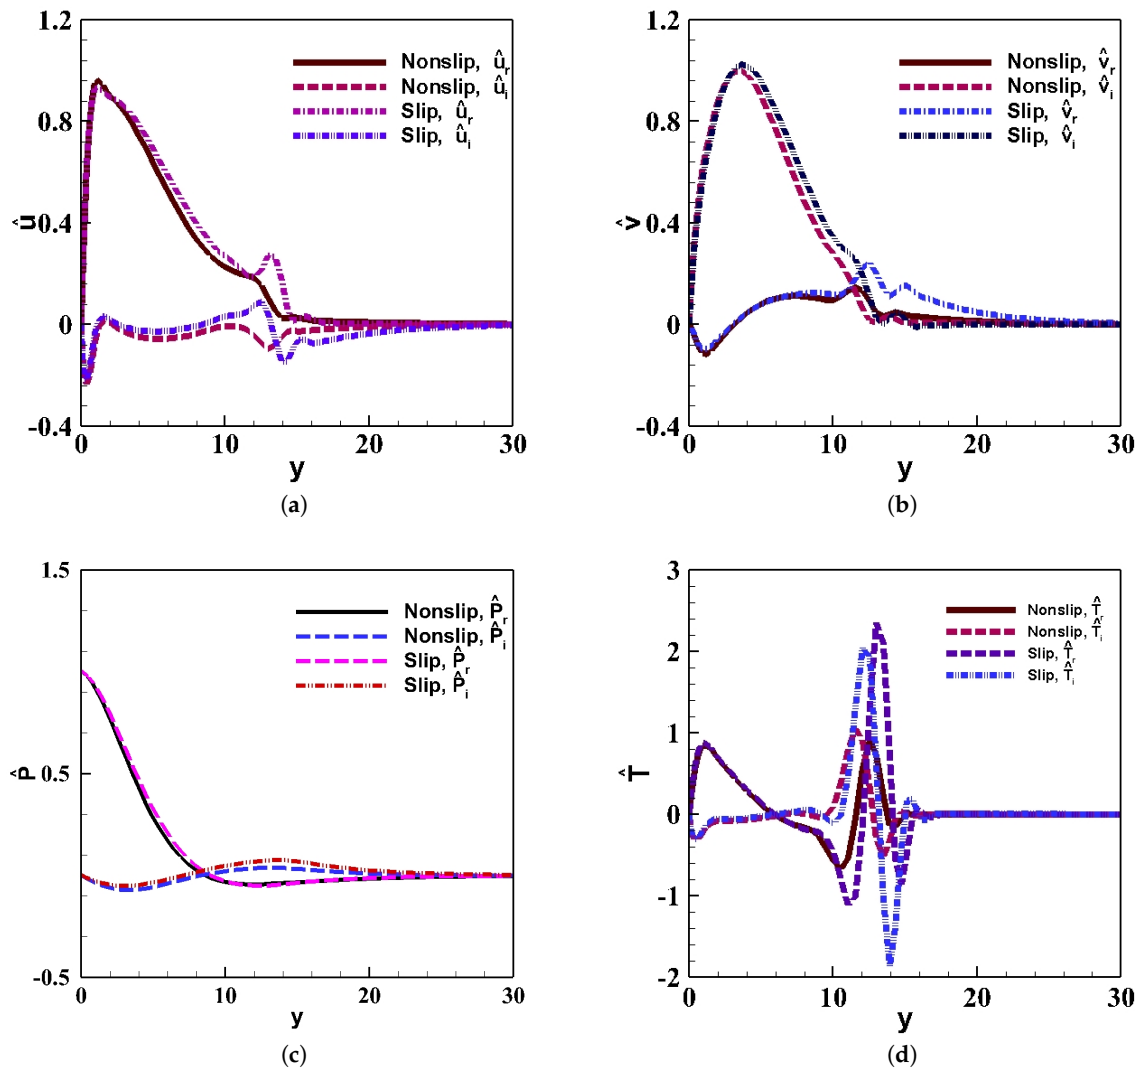 1.2
0.8
0.4
0
-0.4
û
Nonslip, û_r
Nonslip, û_i
Slip, û_r
Slip, û_i
0 10 20 30
y
(a)
1.2
0.8
0.4
0
-0.4
v̂
Nonslip, v̂_r
Nonslip, v̂_i
Slip, v̂_r
Slip, v̂_i
0 10 20 30
y
(b)
1.5
0.5
-0.5
P̂
Nonslip, P̂_r
Nonslip, P̂_i
Slip, P̂_r
Slip, P̂_i
0 10 20 30
y
(c)
3
2
1
0
-1
-2
T̂
Nonslip, T̂_r
Nonslip, T̂_i
Slip, T̂_r
Slip, T̂_i
0 10 20 30
y
(d)